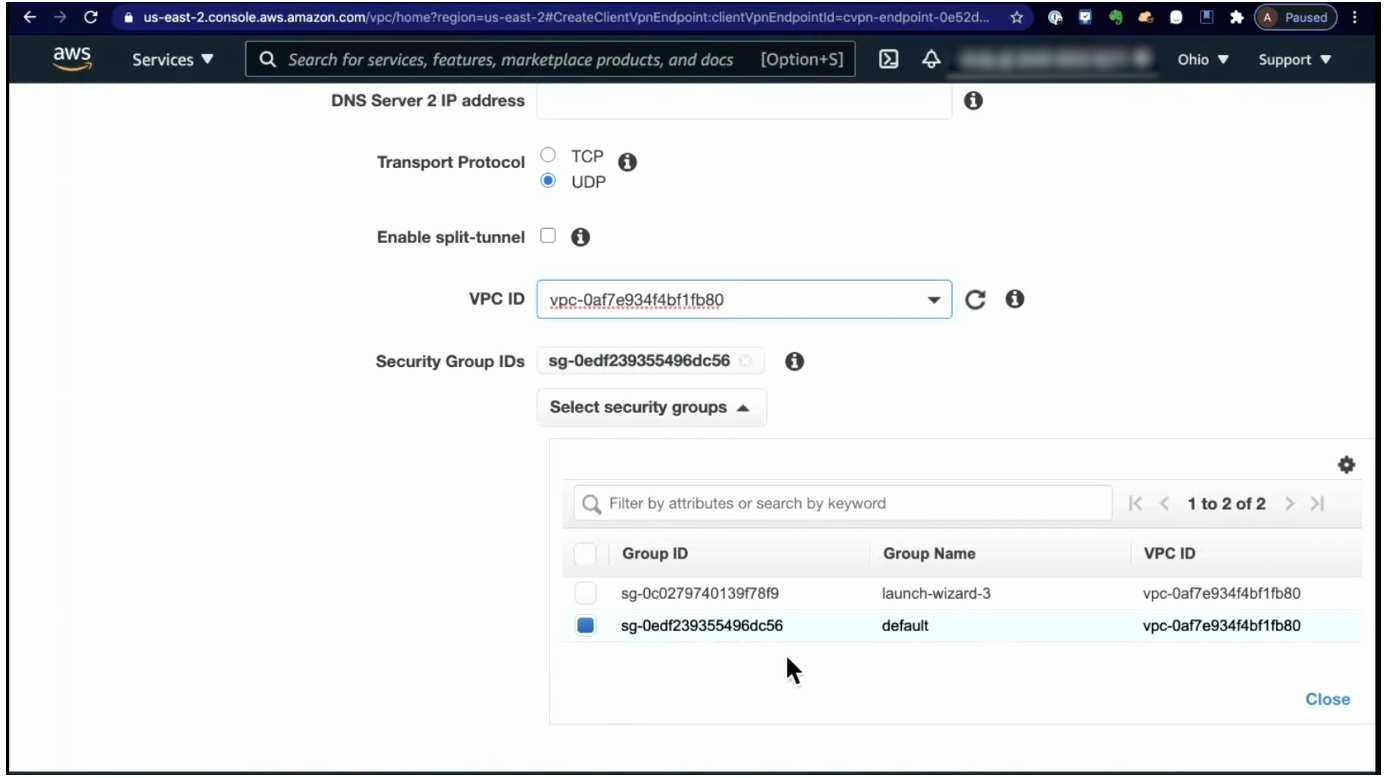 us-east-2.console.aws.amazon.com/vpc/home?region=us-east-2#CreateClientVpnEndpoint:clientVpnEndpointId=cvpn-endpoint-0e52d... A Paused
aws Services Search for services, features, marketplace products, and docs [Option+S] Ohio Support
DNS Server 2 IP address
Transport Protocol TCP
UDP
Enable split-tunnel
VPC ID vpc-0af7e934f4bf1fb80
Security Group IDs sg-0edf239355496dc56
Select security groups
Filter by attributes or search by keyword 1 to 2 of 2
Group ID Group Name VPC ID
sg-0c0279740139f78f9 launch-wizard-3 vpc-0af7e934f4bf1fb80
sg-0edf239355496dc56 default vpc-0af7e934f4bf1fb80
Close